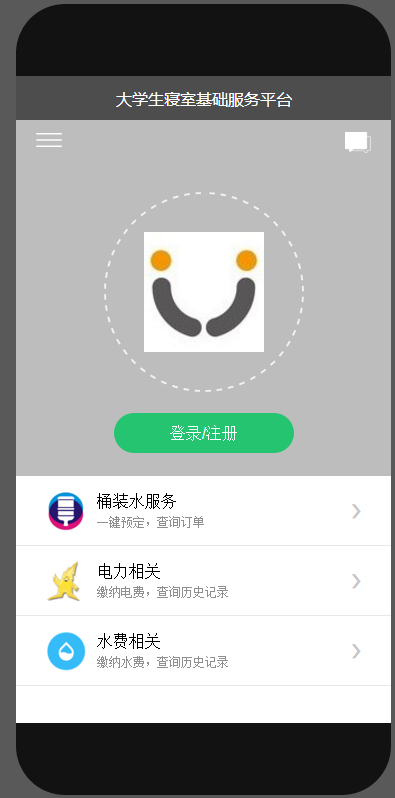 大学生寝室基础服务平台
登录/注册
桶装水服务
一键预定，查询订单
电力相关
缴纳电费，查询历史记录
水费相关
缴纳水费，查询历史记录